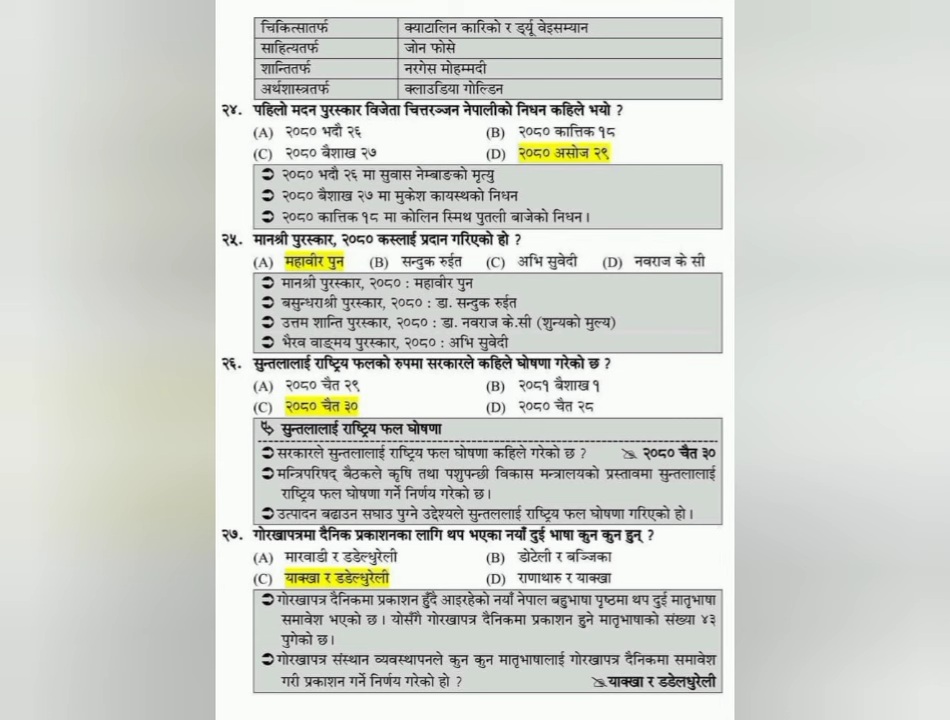 चिकित्सातर्फ क्याटालिन कारिको र ड्र्यू वेइसम्यान
साहित्यतर्फ जोन फोसे
शान्तितर्फ नरगेस मोहम्मदी
अर्थशास्त्रतर्फ क्लाउडिया गोल्डिन
२४. पहिलो मदन पुरस्कार विजेता चित्तरञ्जन नेपालीको निधन कहिले भयो ?
(A) २०८० भदौ २६ (B) २०८० कात्तिक १८
(C) २०८० बैशाख २७ (D) २०८० असोज २९
➲ २०८० भदौ २६ मा सुवास नेम्बाङको मृत्यु
➲ २०८० बैशाख २७ मा मुकेश कायस्थको निधन
➲ २०८० कात्तिक १८ मा कोलिन स्मिथ पुतली बाजेको निधन।
२५. मानश्री पुरस्कार, २०८० कसलाई प्रदान गरिएको हो ?
(A) महावीर पुन (B) सन्दुक रुईत (C) अभि सुवेदी (D) नवराज के सी
➲ मानश्री पुरस्कार, २०८० : महावीर पुन
➲ बसुन्धराश्री पुरस्कार, २०८० : डा. सन्दुक रुईत
➲ उत्तम शान्ति पुरस्कार, २०८० : डा. नवराज के.सी (शुन्यको मुल्य)
➲ भैरव वाङ्मय पुरस्कार, २०८० : अभि सुवेदी
२६. सुन्तलालाई राष्ट्रिय फलको रुपमा सरकारले कहिले घोषणा गरेको छ ?
(A) २०८० चैत २९ (B) २०८१ बैशाख १
(C) २०८० चैत ३० (D) २०८० चैत २८
सुन्तलालाई राष्ट्रिय फल घोषणा
➲ सरकारले सुन्तलालाई राष्ट्रिय फल घोषणा कहिले गरेको छ ? ✎ २०८० चैत ३०
➲ मन्त्रिपरिषद् बैठकले कृषि तथा पशुपन्छी विकास मन्त्रालयको प्रस्तावमा सुन्तलालाई
राष्ट्रिय फल घोषणा गर्ने निर्णय गरेको छ।
➲ उत्पादन बढाउन सघाउ पुग्ने उद्देश्यले सुन्तललाई राष्ट्रिय फल घोषणा गरिएको हो।
२७. गोरखापत्रमा दैनिक प्रकाशनका लागि थप भएका नयाँ दुई भाषा कुन कुन हुन् ?
(A) मारवाडी र डडेल्धुरेली (B) डोटेली र बज्जिका
(C) याक्खा र डडेल्धुरेली (D) राणाथारु र याक्खा
➲ गोरखापत्र दैनिकमा प्रकाशन हुँदै आइरहेको नयाँ नेपाल बहुभाषा पृष्ठमा थप दुई मातृभाषा
समावेश भएको छ। योसँगै गोरखापत्र दैनिकमा प्रकाशन हुने मातृभाषाको संख्या ४३
पुगेको छ।
➲ गोरखापत्र संस्थान व्यवस्थापनले कुन कुन मातृभाषालाई गोरखापत्र दैनिकमा समावेश
गरी प्रकाशन गर्ने निर्णय गरेको हो ? ✎ याक्खा र डडेलधुरेली